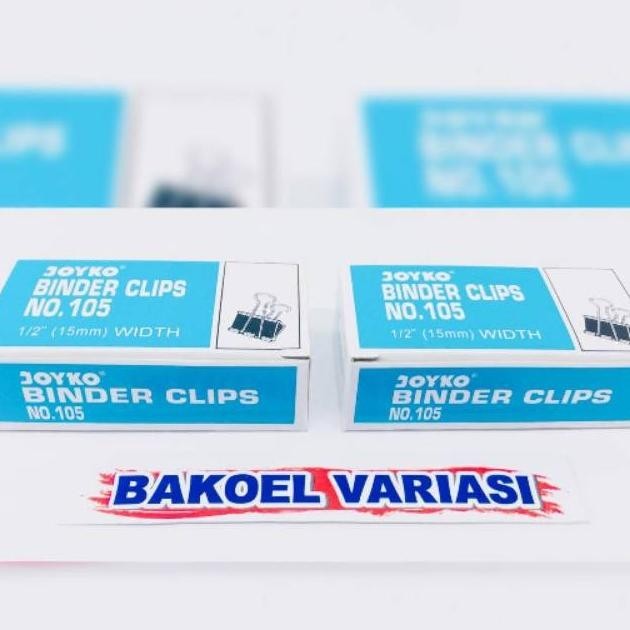 JOYKO
BINDER CLIPS
NO.105
1/2" (15mm) WIDTH
JOYKO
BINDER CLIPS
NO.105
JOYKO
BINDER CLIPS
NO.105
1/2" (15mm) WIDTH
JOYKO
BINDER CLIPS
NO.105
BAKOEL VARIASI